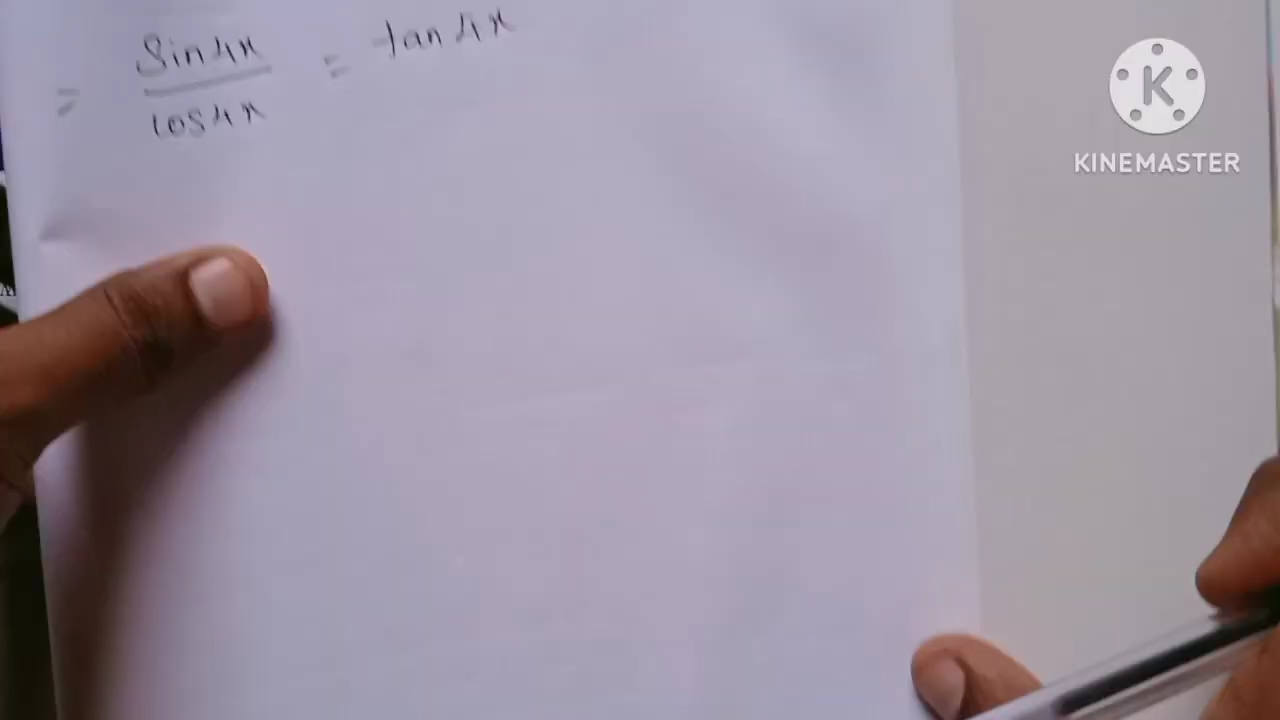 = sin4x / cos4x = tan4x
K
KINEMASTER
A